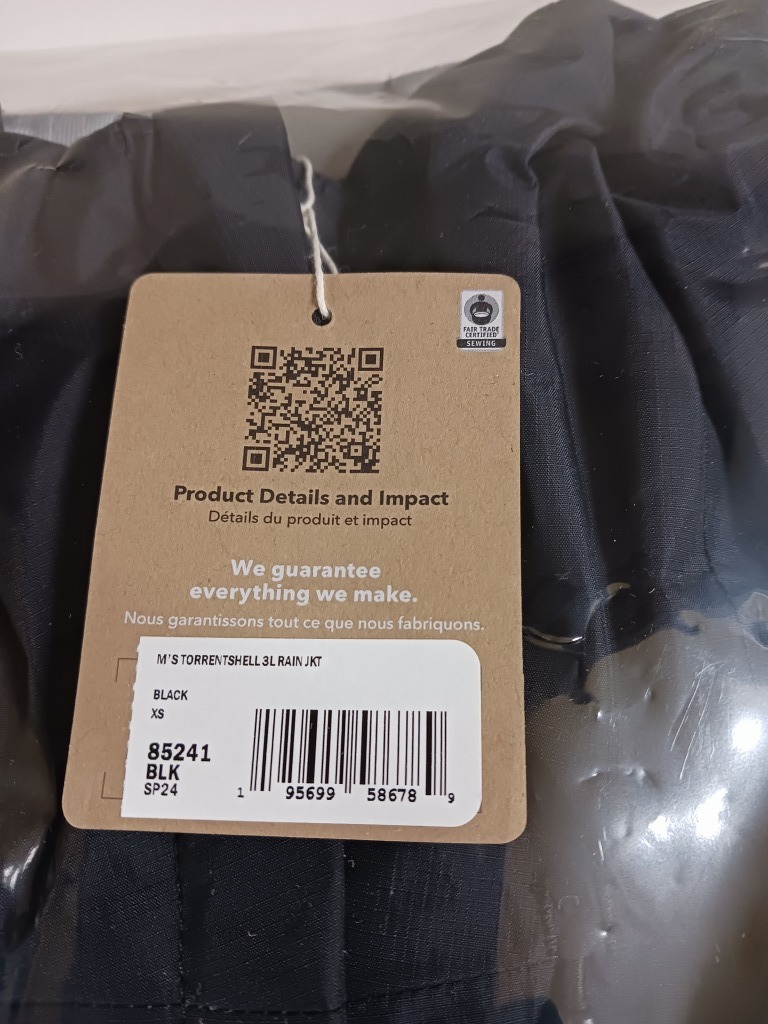 FAIR TRADE
CERTIFIED
SEWING
Product Details and Impact
Détails du produit et impact
We guarantee
everything we make.
Nous garantissons tout ce que nous fabriquons.
M'S TORRENTSHELL 3L RAIN JKT
BLACK
XS
85241
BLK
SP24
1 95699 58678 9